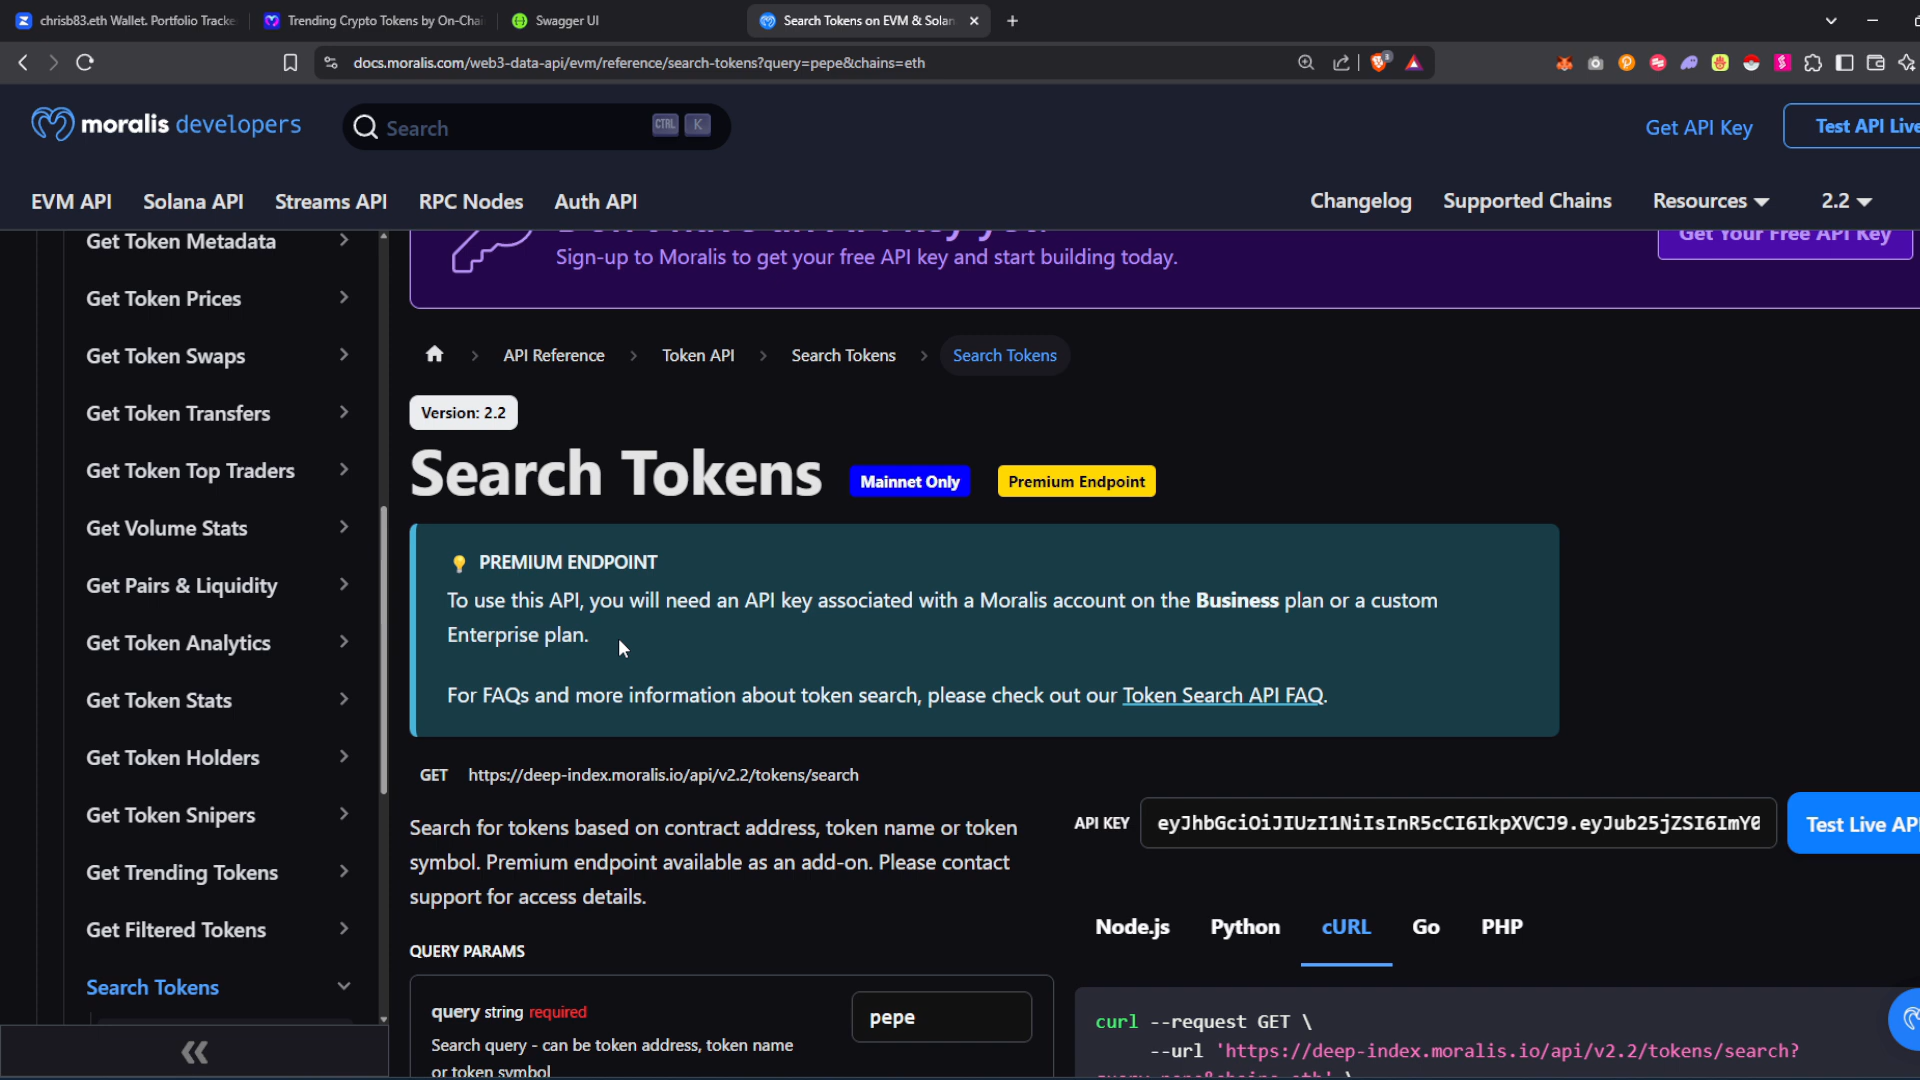 chrisb83.eth Wallet. Portfolio Tracke
Trending Crypto Tokens by On-Chai
Swagger UI
Search Tokens on EVM & Solan
docs.moralis.com/web3-data-api/evm/reference/search-tokens?query=pepe&chains=eth
moralis developers
Search
CTRL K
Get API Key
Test API Live
EVM API
Solana API
Streams API
RPC Nodes
Auth API
Changelog
Supported Chains
Resources
2.2
Get Token Metadata
Get Token Prices
Get Token Swaps
Get Token Transfers
Get Token Top Traders
Get Volume Stats
Get Pairs & Liquidity
Get Token Analytics
Get Token Stats
Get Token Holders
Get Token Snipers
Get Trending Tokens
Get Filtered Tokens
Search Tokens
Sign-up to Moralis to get your free API key and start building today.
Get Your Free API Key
API Reference
Token API
Search Tokens
Search Tokens
Version: 2.2
Search Tokens
Mainnet Only
Premium Endpoint
PREMIUM ENDPOINT
To use this API, you will need an API key associated with a Moralis account on the Business plan or a custom
Enterprise plan.
For FAQs and more information about token search, please check out our Token Search API FAQ.
GET https://deep-index.moralis.io/api/v2.2/tokens/search
Search for tokens based on contract address, token name or token
symbol. Premium endpoint available as an add-on. Please contact
support for access details.
QUERY PARAMS
query string required
pepe
Search query - can be token address, token name
or token symbol
API KEY
eyJhbGciOiJIUzI1NiIsInR5cCI6IkpXVCJ9.eyJub25jZSI6ImY0
Test Live API
Node.js
Python
cURL
Go
PHP
curl --request GET \
--url 'https://deep-index.moralis.io/api/v2.2/tokens/search?